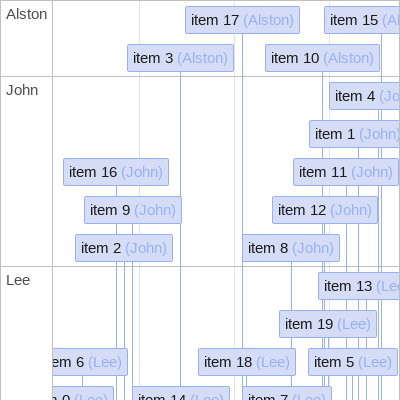 Alston
item 17 (Alston)
item 15 (Al
item 3 (Alston)
item 10 (Alston)
John
item 4 (Jo
item 1 (John)
item 16 (John)
item 11 (John)
item 9 (John)
item 12 (John)
item 2 (John)
item 8 (John)
Lee
item 13 (Lee
item 19 (Lee)
em 6 (Lee)
item 18 (Lee)
item 5 (Lee)
m 0 (Lee)
item 14 (Lee)
item 7 (Lee)